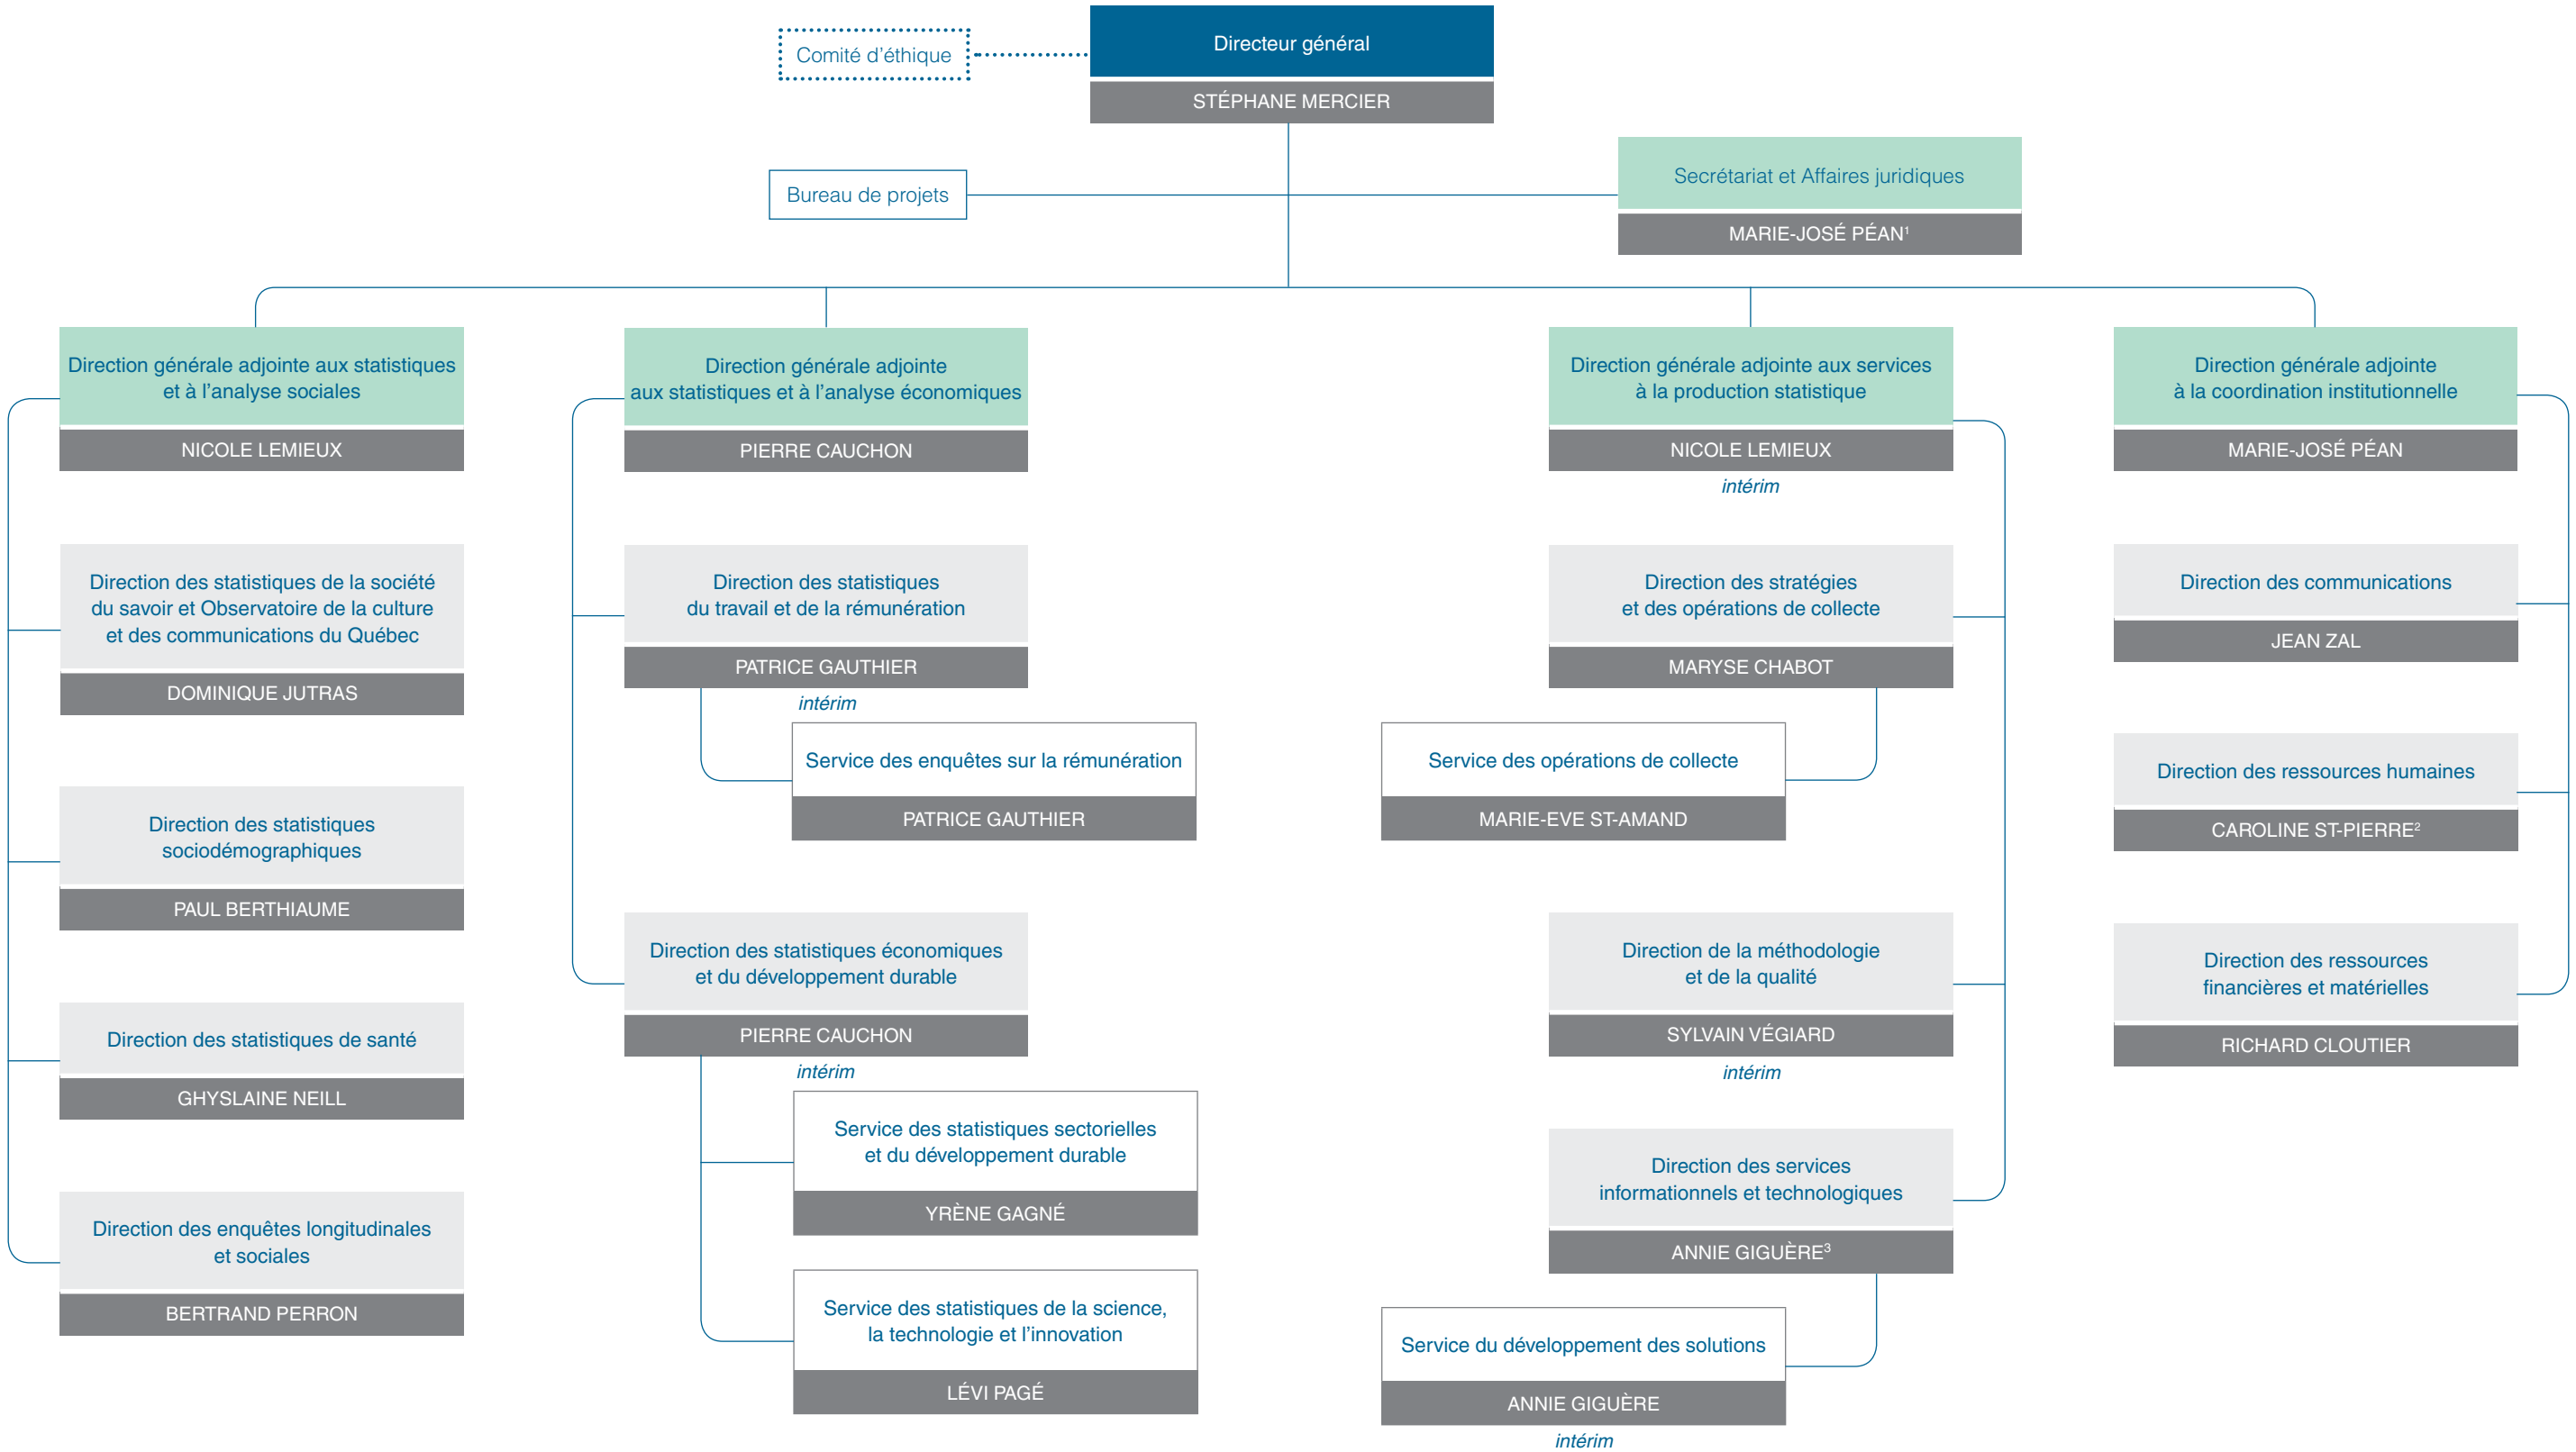 Comité d'éthique
Directeur général
STÉPHANE MERCIER
Bureau de projets
Secrétariat et Affaires juridiques
MARIE-JOSÉ PÉAN¹
Direction générale adjointe aux statistiques
et à l'analyse sociales
NICOLE LEMIEUX
Direction des statistiques de la société
du savoir et Observatoire de la culture
et des communications du Québec
DOMINIQUE JUTRAS
Direction des statistiques
sociodémographiques
PAUL BERTHIAUME
Direction des statistiques de santé
GHYSLAINE NEILL
Direction des enquêtes longitudinales
et sociales
BERTRAND PERRON
Direction générale adjointe
aux statistiques et à l'analyse économiques
PIERRE CAUCHON
Direction des statistiques
du travail et de la rémunération
PATRICE GAUTHIER
intérim
Service des enquêtes sur la rémunération
PATRICE GAUTHIER
Direction des statistiques économiques
et du développement durable
PIERRE CAUCHON
intérim
Service des statistiques sectorielles
et du développement durable
YRÈNE GAGNÉ
Service des statistiques de la science,
la technologie et l'innovation
LÉVI PAGÉ
Direction générale adjointe aux services
à la production statistique
NICOLE LEMIEUX
intérim
Direction des stratégies
et des opérations de collecte
MARYSE CHABOT
Service des opérations de collecte
MARIE-EVE ST-AMAND
Direction de la méthodologie
et de la qualité
SYLVAIN VÉGIARD
intérim
Direction des services
informationnels et technologiques
ANNIE GIGUÈRE³
Service du développement des solutions
ANNIE GIGUÈRE
intérim
Direction générale adjointe
à la coordination institutionnelle
MARIE-JOSÉ PÉAN
Direction des communications
JEAN ZAL
Direction des ressources humaines
CAROLINE ST-PIERRE²
Direction des ressources
financières et matérielles
RICHARD CLOUTIER